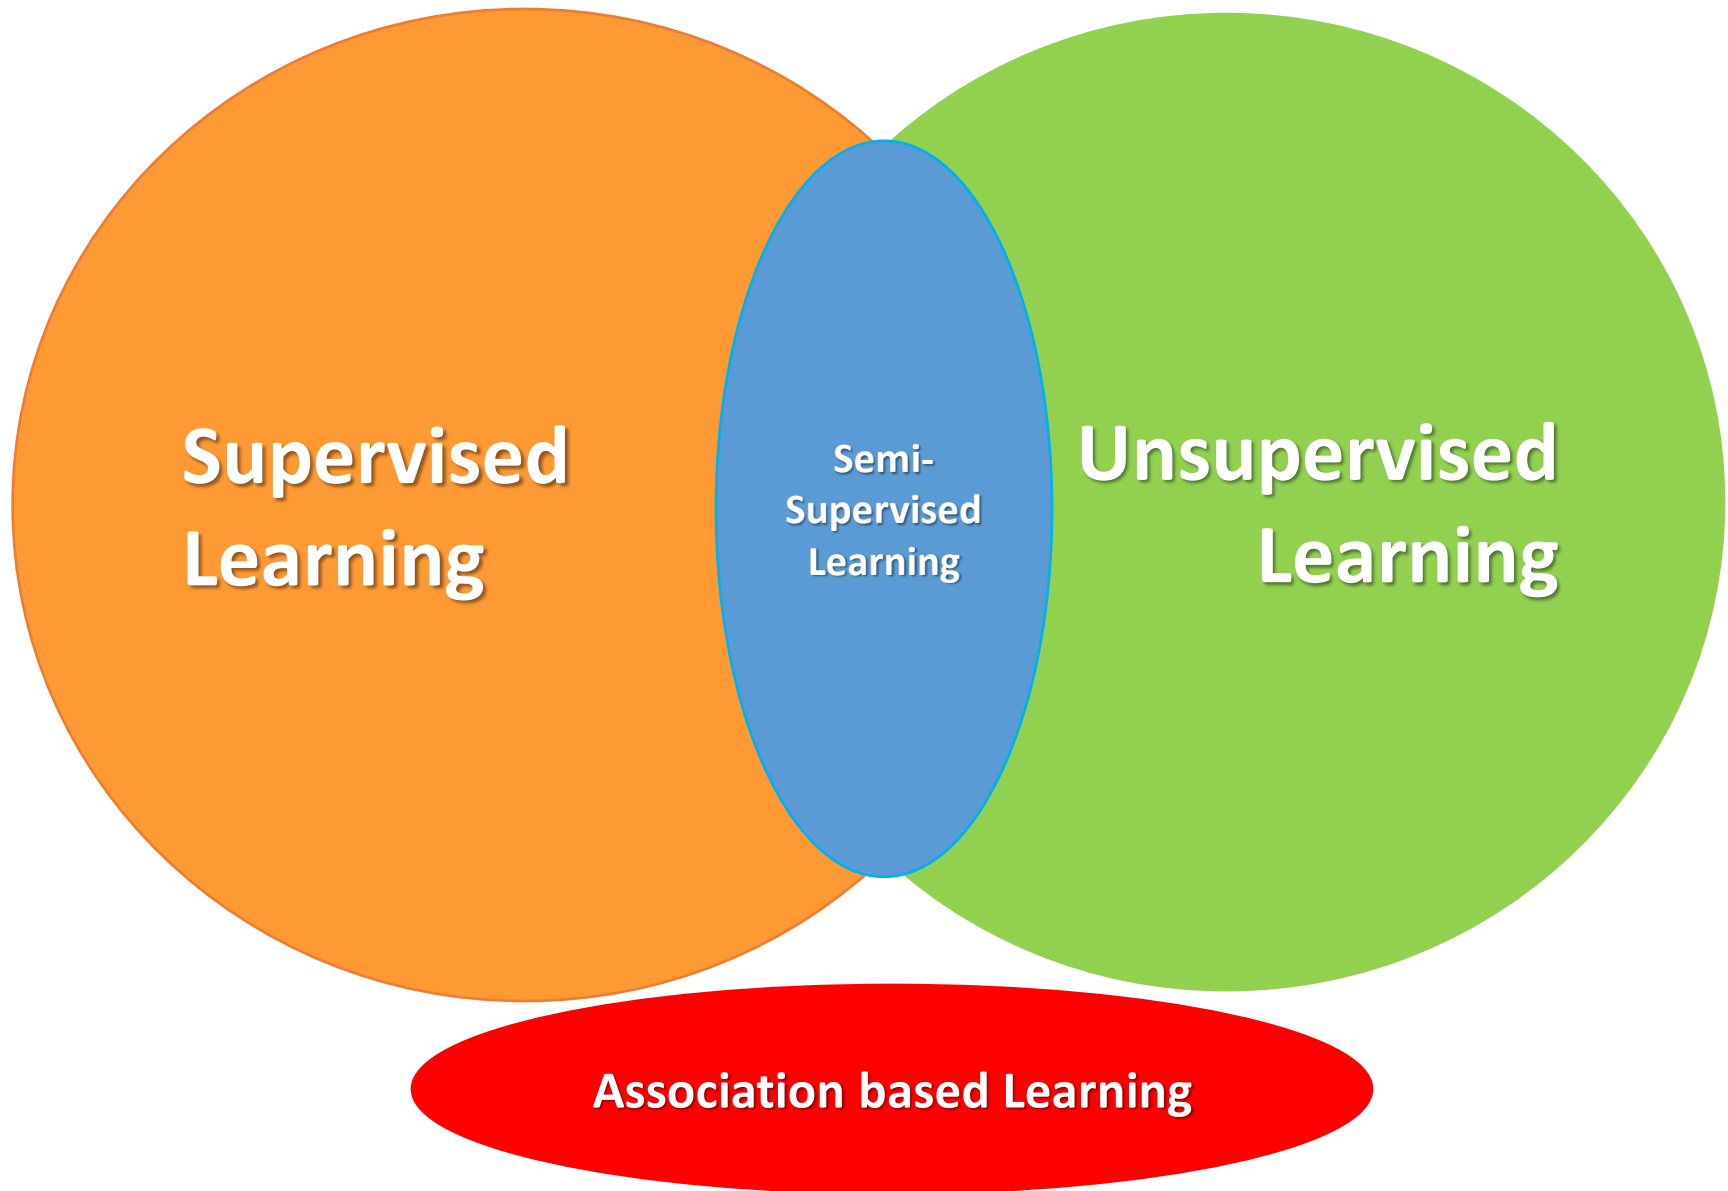 Supervised
Learning
Semi-
Supervised
Learning
Unsupervised
Learning
Association based Learning